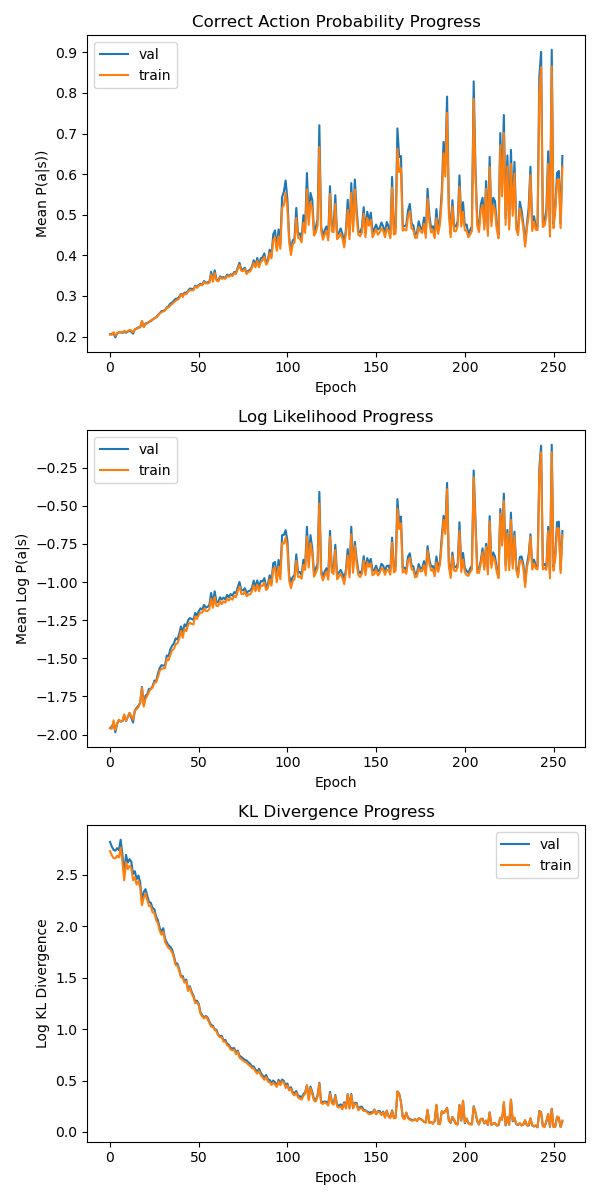 Correct Action Probability Progress
val
train
0.9
0.8
0.7
0.6
0.5
0.4
0.3
0.2
Mean P(a|s))
0 50 100 150 200 250
Epoch
Log Likelihood Progress
val
train
−0.25
−0.50
−0.75
−1.00
−1.25
−1.50
−1.75
−2.00
Mean Log P(a|s)
0 50 100 150 200 250
Epoch
KL Divergence Progress
val
train
2.5
2.0
1.5
1.0
0.5
0.0
Log KL Divergence
0 50 100 150 200 250
Epoch